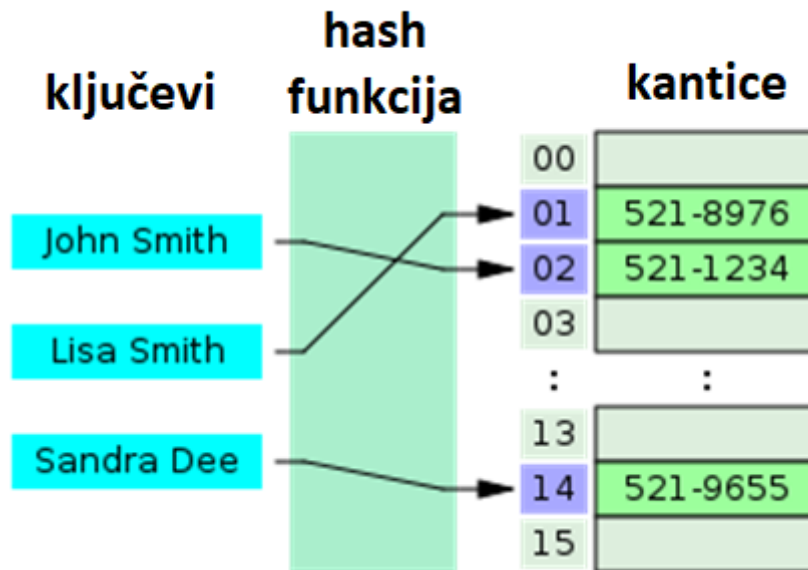 ključevi
hash
funkcija
kantice
John Smith
Lisa Smith
Sandra Dee
00
01 521-8976
02 521-1234
03
: :
13
14 521-9655
15